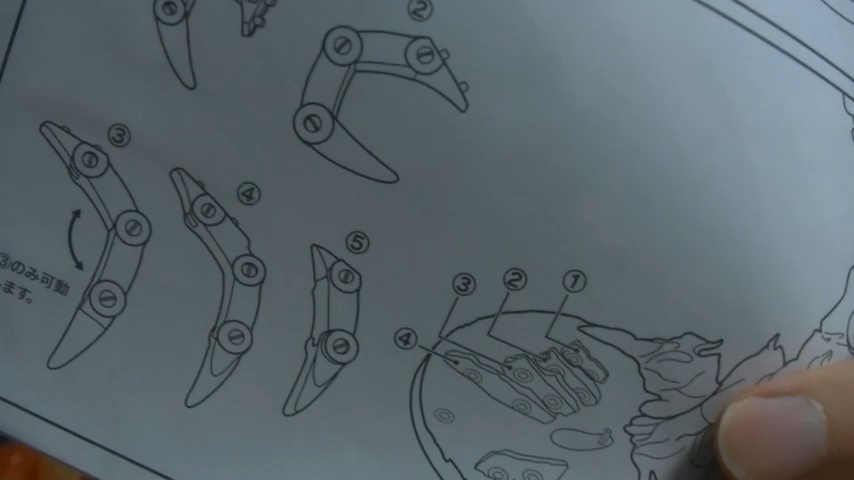 ②
③
④
③のみ可動
ます。
⑤
③ ② ①
④